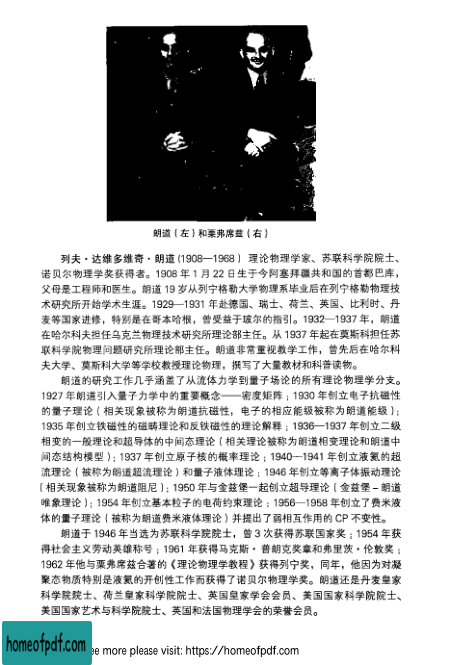 朗道（左）和栗弗席兹（右）
列夫·达维多维奇·朗道(1908—1968) 理论物理学家、苏联科学院院士、
诺贝尔物理学奖获得者。1908 年 1 月 22 日生于今阿塞拜疆共和国的首都巴库，
父母是工程师和医生。朗道 19 岁从列宁格勒大学物理系毕业后在列宁格勒物理技
术研究所开始学术生涯。1929—1931 年赴德国、瑞士、荷兰、英国、比利时、丹
麦等国家进修，特别是在哥本哈根，曾受益于玻尔的指引。1932—1937 年，朗道
在哈尔科夫担任乌克兰物理技术研究所理论部主任。从 1937 年起在莫斯科担任苏
联科学院物理问题研究所理论部主任。朗道非常重视教学工作，曾先后在哈尔科
夫大学、莫斯科大学等学校教授理论物理，撰写了大量教材和科普读物。
朗道的研究工作几乎涵盖了从流体力学到量子场论的所有理论物理学分支。
1927 年朗道引入量子力学中的重要概念——密度矩阵；1930 年创立电子抗磁性
的量子理论（相关现象被称为朗道抗磁性，电子的相应能级被称为朗道能级）；
1935 年创立铁磁性的磁畴理论和反铁磁性的理论解释；1936—1937 年创立二级
相变的一般理论和超导体的中间态理论（相关理论被称为朗道相变理论和朗道中
间态结构模型）；1937 年创立原子核的概率理论；1940—1941 年创立液氦的超
流理论（被称为朗道超流理论）和量子液体理论；1946 年创立等离子体振动理论
（相关现象被称为朗道阻尼）；1950 年与金兹堡一起创立超导理论（金兹堡–朗道
唯象理论）；1954 年创立基本粒子的电荷约束理论；1956—1958 年创立了费米液
体的量子理论（被称为朗道费米液体理论）并提出了弱相互作用的 CP 不变性。
朗道于 1946 年当选为苏联科学院院士，曾 3 次获得苏联国家奖；1954 年获
得社会主义劳动英雄称号；1961 年获得马克斯·普朗克奖章和弗里茨·伦敦奖；
1962 年他与栗弗席兹合著的《理论物理学教程》获得列宁奖，同年，他因为对凝
聚态物质特别是液氦的开创性工作而获得了诺贝尔物理学奖。朗道还是丹麦皇家
科学院院士、荷兰皇家科学院院士、英国皇家学会会员、美国国家科学院院士、
美国国家艺术与科学院院士、英国和法国物理学会的荣誉会员。
homeofpdf.com
ee more please visit: https://homeofpdf.com